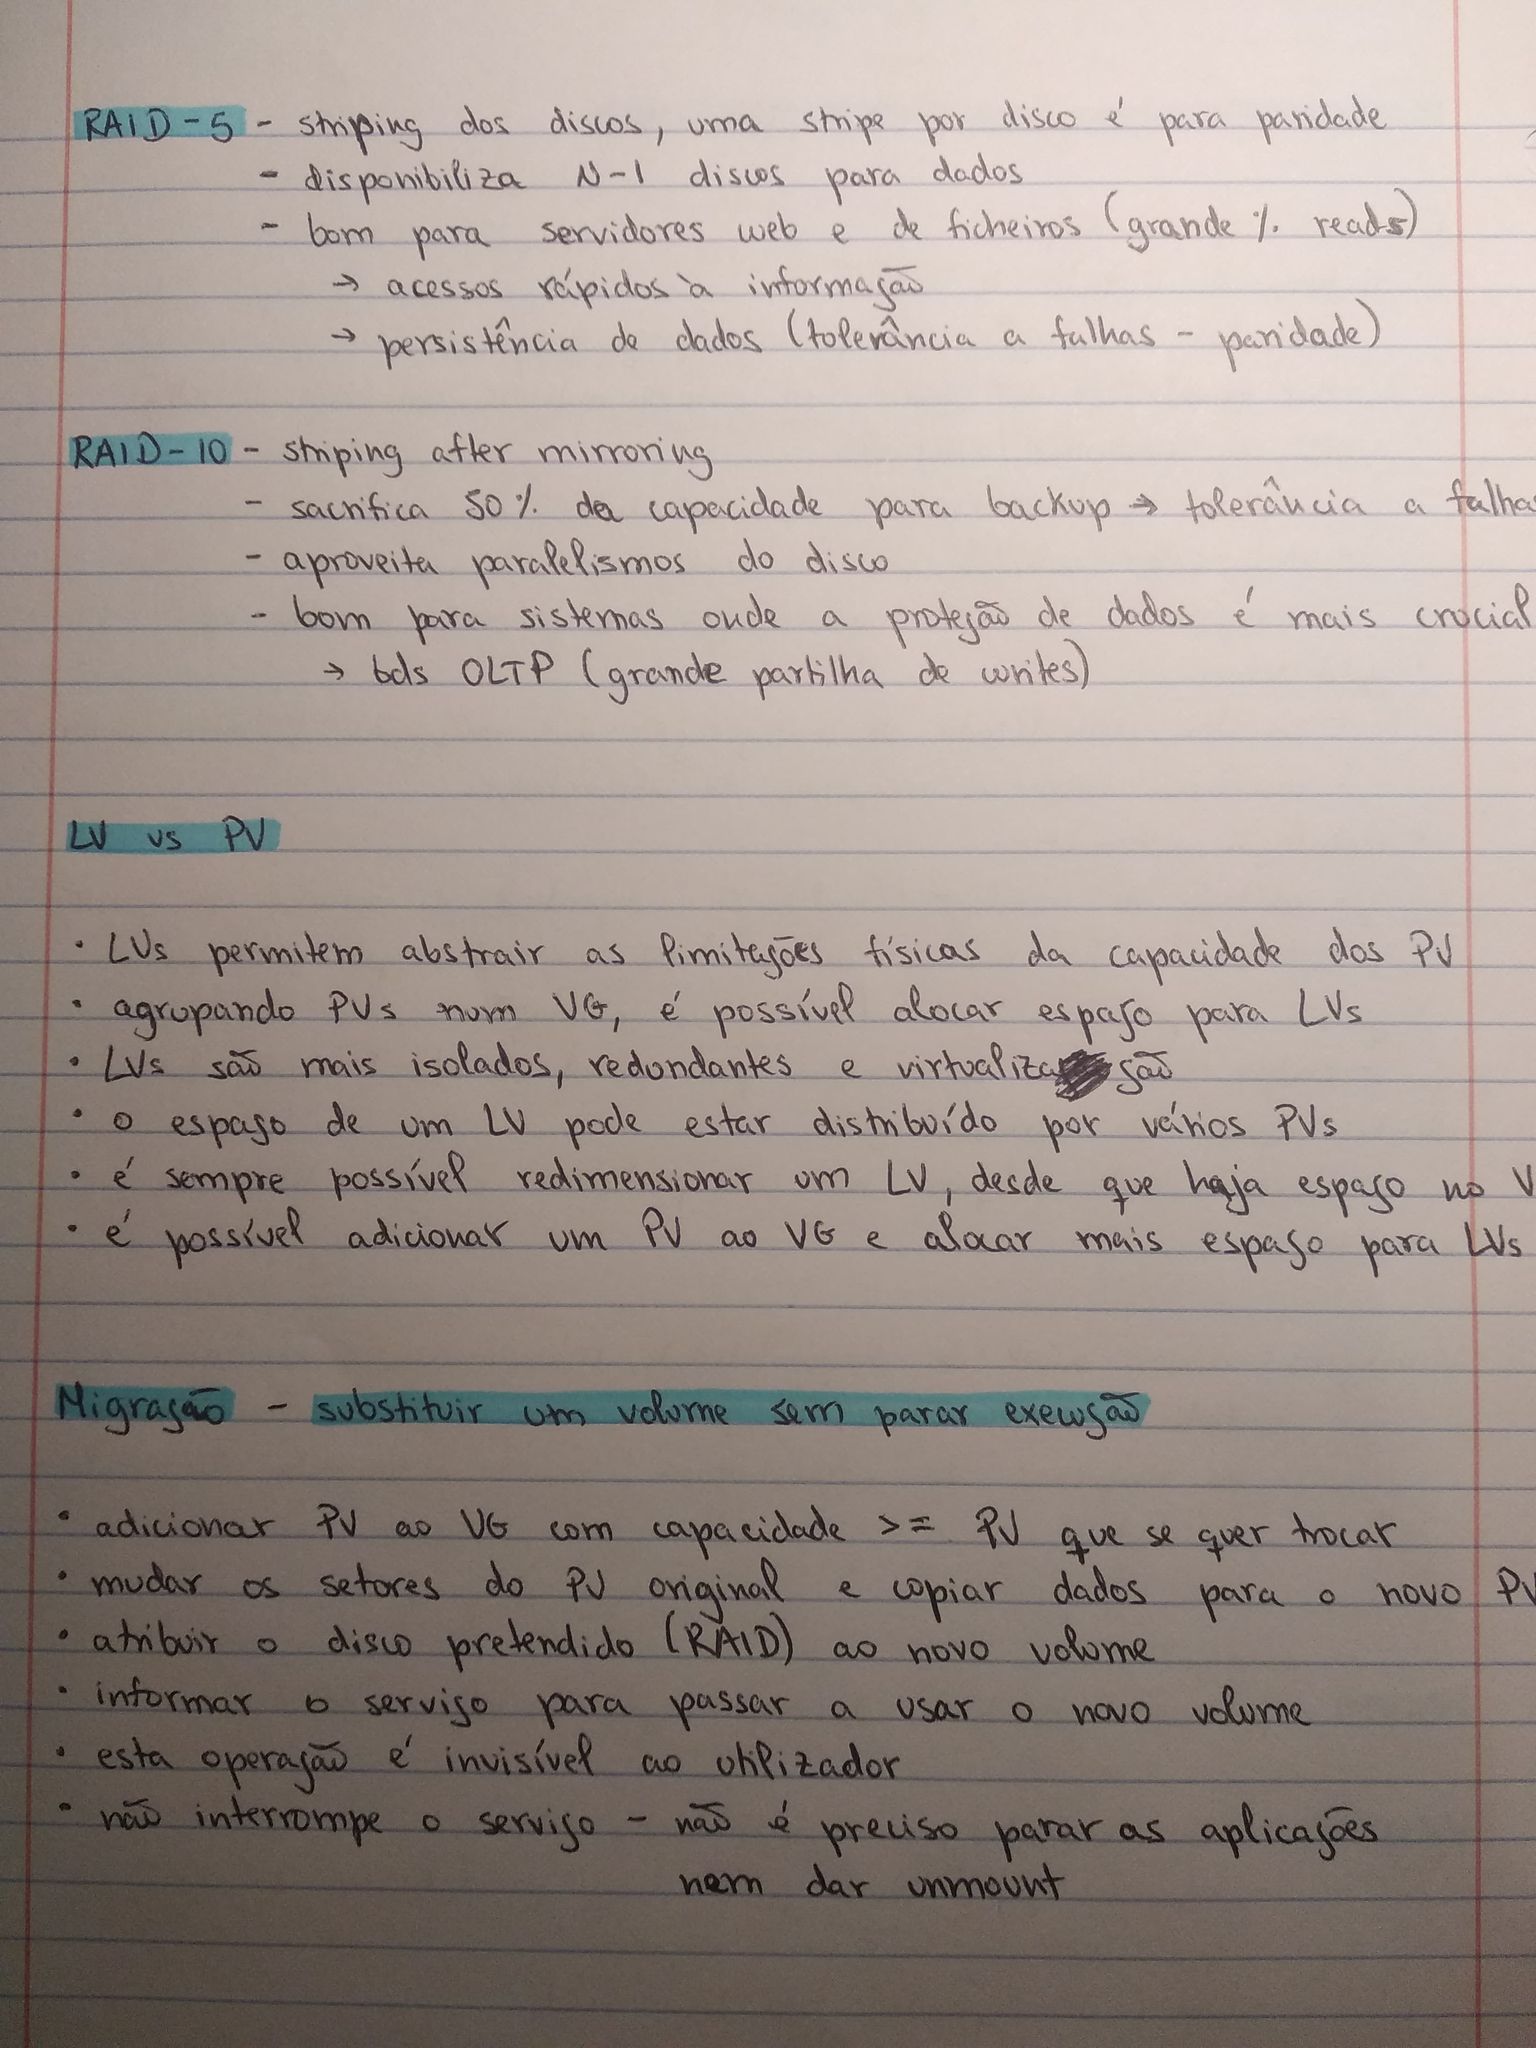 RAID-5 - striping dos discos, uma stripe por disco é para paridade
- disponibiliza N-1 discos para dados
- bom para servidores web e de ficheiros (grande % reads)
→ acessos rápidos à informação
→ persistência de dados (tolerância a falhas - paridade)
RAID-10 - striping after mirroring
- sacrifica 50% da capacidade para backup → tolerância a falhas
- aproveita paralelismos do disco
- bom para sistemas onde a proteção de dados é mais crucial
→ bds OLTP (grande partilha de writes)
LV vs PV
• LVs permitem abstrair as limitações físicas da capacidade dos PV
• agrupando PVs num VG, é possível alocar espaço para LVs
• LVs são mais isolados, redundantes e virtualização
• o espaço de um LV pode estar distribuído por vários PVs
• é sempre possível redimensionar um LV, desde que haja espaço no V
• é possível adicionar um PV ao VG e alocar mais espaço para LVs
Migração - substituir um volume sem parar execução
• adicionar PV ao VG com capacidade >= PV que se quer trocar
• mudar os setores do PV original e copiar dados para o novo PV
• atribuir o disco pretendido (RAID) ao novo volume
• informar o serviço para passar a usar o novo volume
• esta operação é invisível ao utilizador
• não interrompe o serviço - não é preciso parar as aplicações
nem dar unmount